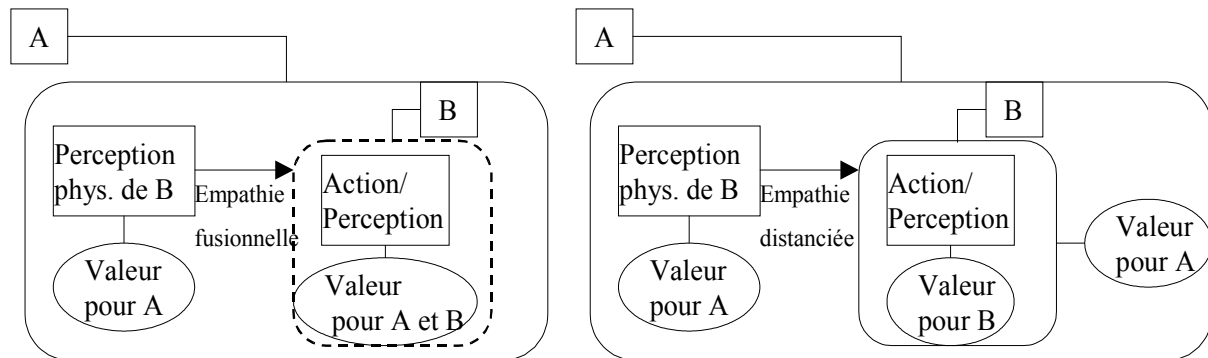 A
B
Perception
phys. de B
Empathie
fusionnelle
Action/
Perception
Valeur
pour A
Valeur
pour A et B
A
B
Perception
phys. de B
Empathie
distanciée
Action/
Perception
Valeur
pour A
Valeur
pour B
Valeur
pour A